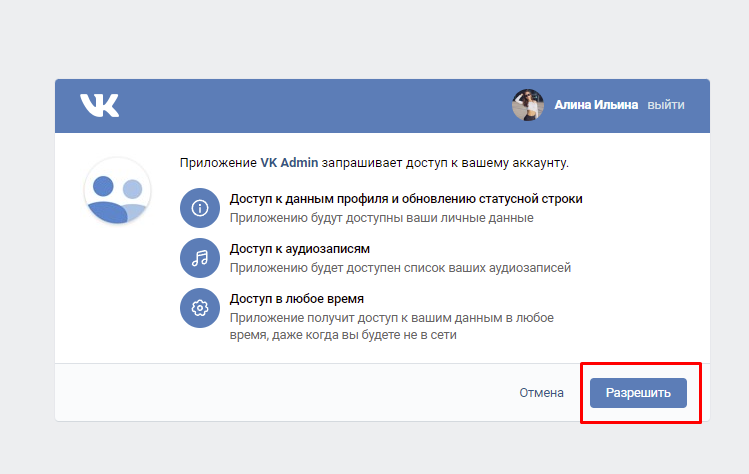 VK
Алина Ильина выйти
Приложение VK Admin запрашивает доступ к вашему аккаунту.
Доступ к данным профиля и обновлению статусной строки
Приложению будут доступны ваши личные данные
Доступ к аудиозаписям
Приложению будет доступен список ваших аудиозаписей
Доступ в любое время
Приложение получит доступ к вашим данным в любое
время, даже когда вы будете не в сети
Отмена Разрешить